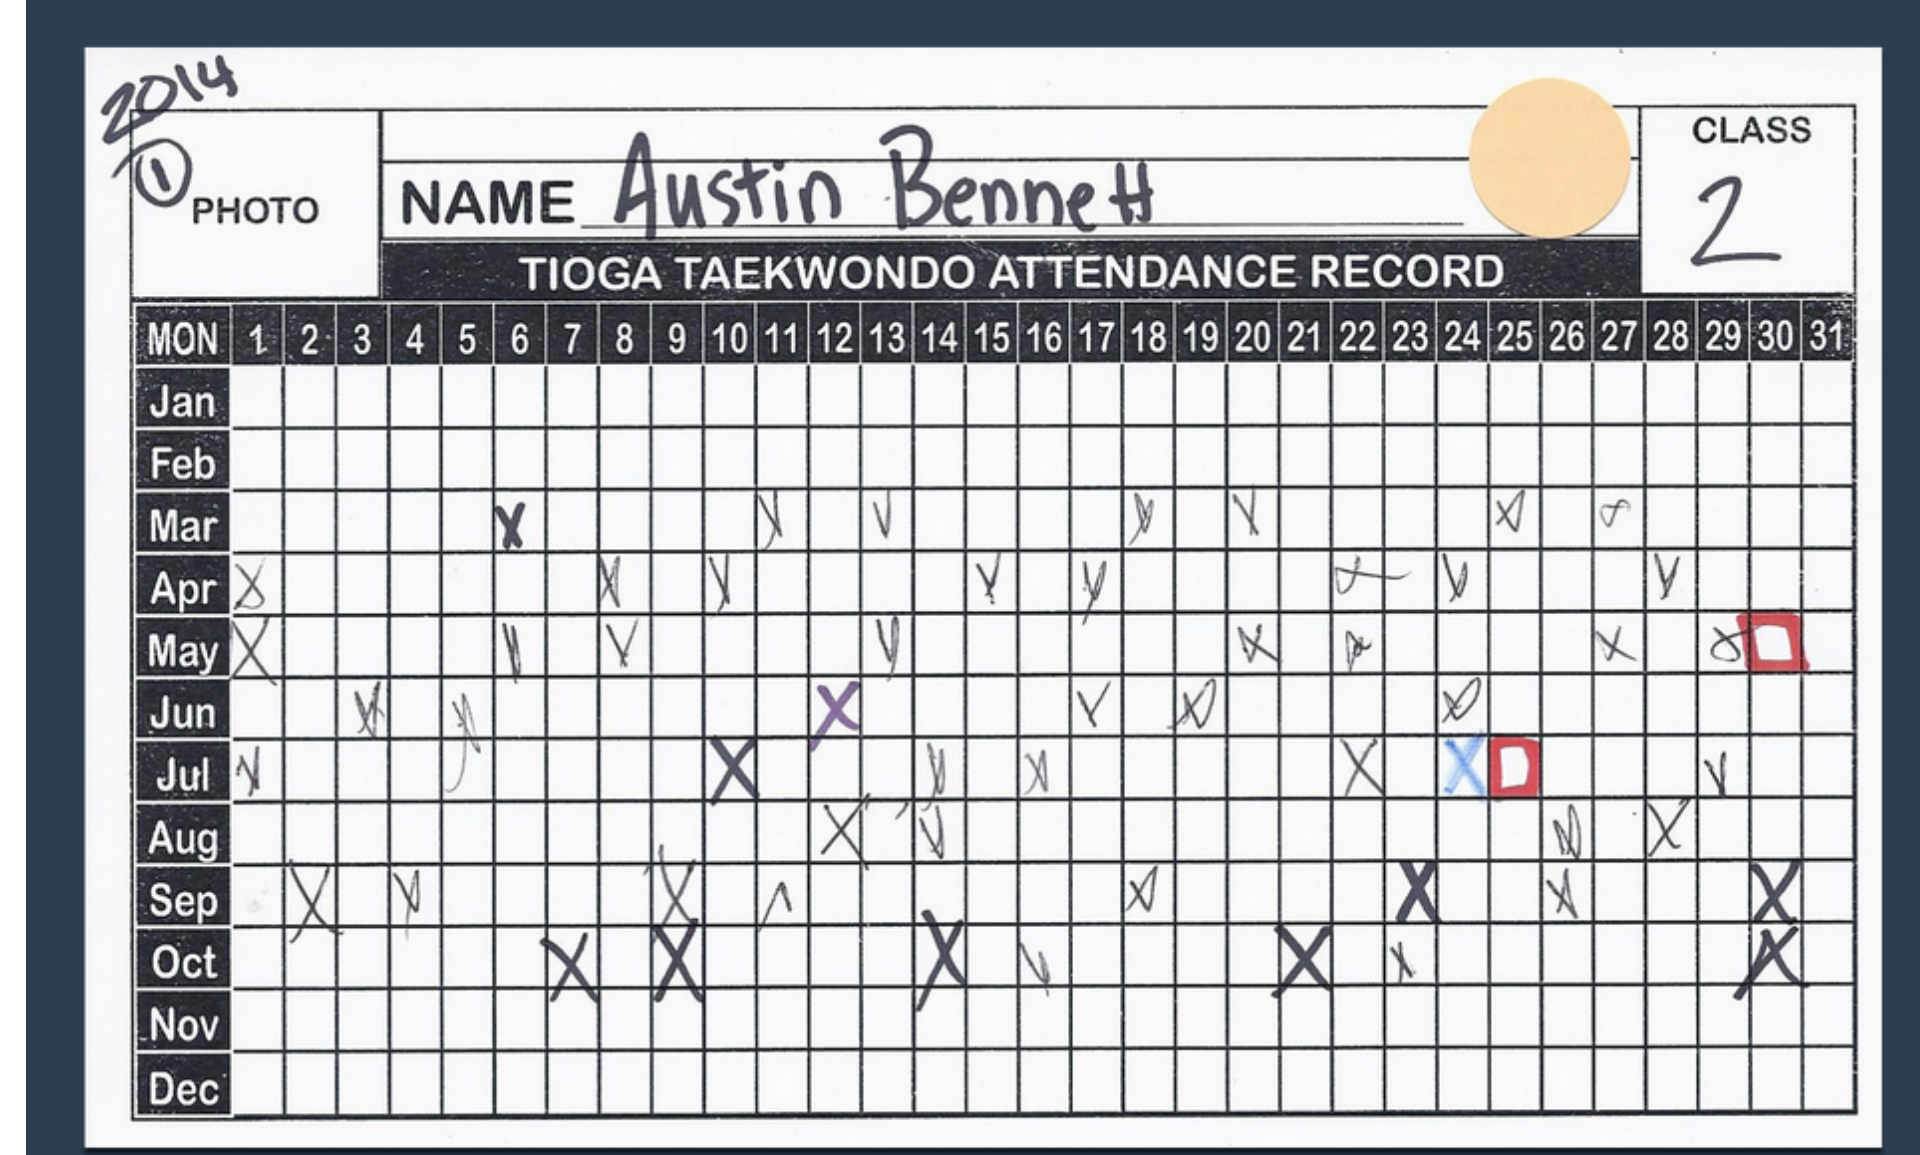 2014
①
PHOTO
NAME Austin Bennett
CLASS
2
TIOGA TAEKWONDO ATTENDANCE RECORD
MON 1 2 3 4 5 6 7 8 9 10 11 12 13 14 15 16 17 18 19 20 21 22 23 24 25 26 27 28 29 30 31
Jan
Feb
Mar X X X X X X X
Apr X X X X X X X X
May X X X X X X X X
Jun X X X X X X
Jul X X X X X X X
Aug X X X X
Sep X X X X X X X X
Oct X X X X X X X
Nov
Dec